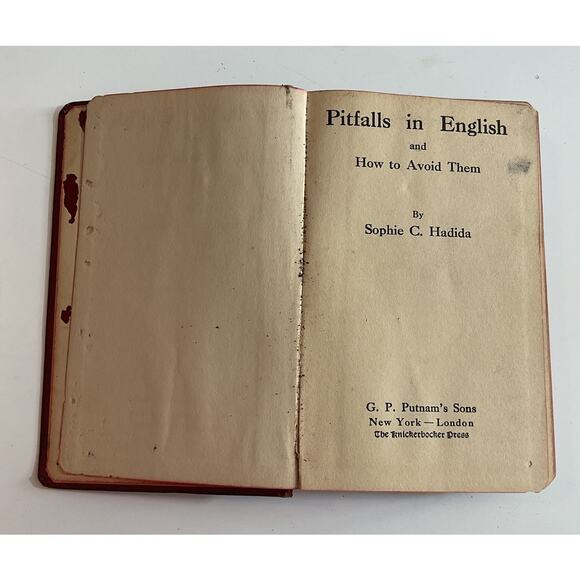 Pitfalls in English
and
How to Avoid Them
By
Sophie C. Hadida
G. P. Putnam's Sons
New York — London
The Knickerbocker Press